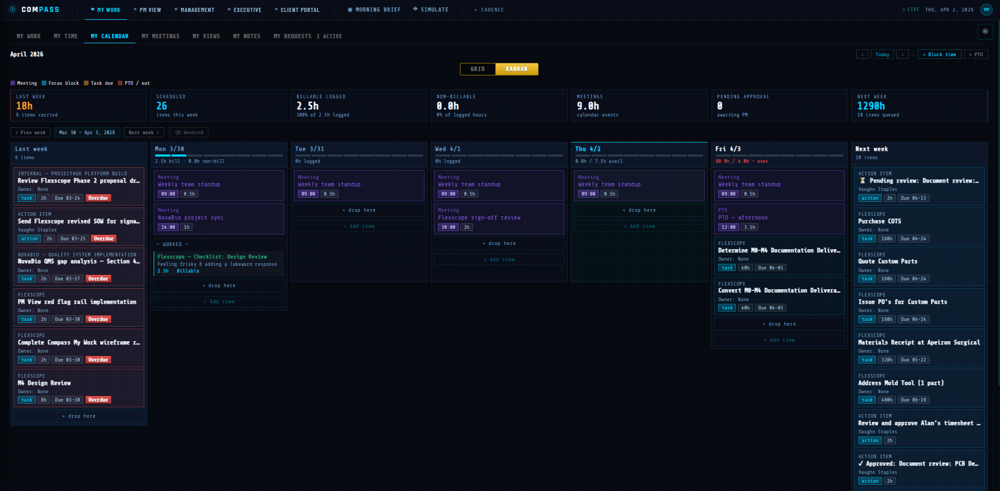 COMPASS
MY WORK
PM VIEW
MANAGEMENT
EXECUTIVE
CLIENT PORTAL
MORNING BRIEF
SIMULATE
▸ CADENCE
LIVE
THU, APR 2, 2026
VS
MY WORK
MY TIME
MY CALENDAR
MY MEETINGS
MY VIEWS
MY NOTES
MY REQUESTS 1 ACTIVE
April 2026
‹
Today
›
+ Block time
+ PTO
GRID
KANBAN
Meeting
Focus block
Task due
PTO / out
LAST WEEK
18h
6 items carried
SCHEDULED
26
items this week
BILLABLE LOGGED
2.5h
100% of 2.5h logged
NON-BILLABLE
0.0h
0% of logged hours
MEETINGS
9.0h
calendar events
PENDING APPROVAL
0
awaiting PM
NEXT WEEK
1290h
10 items queued
‹ Prev week
Mar 30 – Apr 3, 2026
Next week ›
Weekend
Last week
6 items
INTERNAL — PROJECTHUD PLATFORM BUILD
Review Flexscope Phase 2 proposal dr…
Owner: None
task 2h Due 03-24 Overdue
ACTION ITEM
Send Flexscope revised SOW for signa…
Vaughn Staples
action 2h Due 03-25 Overdue
NOVABIO — QUALITY SYSTEM IMPLEMENTATION
NovaBio QMS gap analysis — Section 4…
Owner: None
task 2h Due 03-27 Overdue
FLEXSCOPE
PM View red flag rail implementation
Owner: None
task 2h Due 03-30 Overdue
FLEXSCOPE
Complete Compass My Work wireframe r…
Owner: None
task 2h Due 03-30 Overdue
FLEXSCOPE
M4 Design Review
Owner: None
task 8h Due 03-30 Overdue
+ drop here
Mon 3/30
2.5h bill · 0.0h non-bill
Meeting
Weekly team standup
09:00 0.5h
Meeting
NovaBio project sync
14:00 1h
— WORKED —
Flexscope — Checklist: Design Review
Feeling frisky & adding a lukewarm response
2.5h · Billable
+ drop here
+ Add item
Tue 3/31
0h logged
Meeting
Weekly team standup
09:00 0.5h
+ drop here
+ Add item
Wed 4/1
0h logged
Meeting
Weekly team standup
09:00 0.5h
Meeting
Flexscope sign-off review
10:00 2h
+ drop here
+ Add item
Thu 4/2
0.0h / 7.5h avail
Meeting
Weekly team standup
09:00 0.5h
+ drop here
+ Add item
Fri 4/3
80.0h / 4.0h — over
Meeting
Weekly team standup
09:00 0.5h
PTO
PTO — afternoon
12:00 3.5h
FLEXSCOPE
Determine M0-M4 Documentation Delive…
Owner: None
task 40h Due 04-03
FLEXSCOPE
Convert M0-M4 Documentation Delivera…
Owner: None
task 40h Due 04-03
+ drop here
+ Add item
Next week
10 items
ACTION ITEM
⏳ Pending review: Document review:…
Vaughn Staples
action 2h Due 04-13
FLEXSCOPE
Purchase COTS
Owner: None
task 160h Due 04-24
FLEXSCOPE
Quote Custom Parts
Owner: None
task 160h Due 04-24
FLEXSCOPE
Issue PO's for Custom Parts
Owner: None
task 160h Due 04-24
FLEXSCOPE
Materials Receipt at Apeiron Surgical
Owner: None
task 320h Due 05-22
FLEXSCOPE
Address Mold Tool (1 part)
Owner: None
task 480h Due 06-19
ACTION ITEM
Review and approve Alan's timesheet …
Vaughn Staples
action 2h
ACTION ITEM
✓ Approved: Document review: PCB De…
Vaughn Staples
action 2h